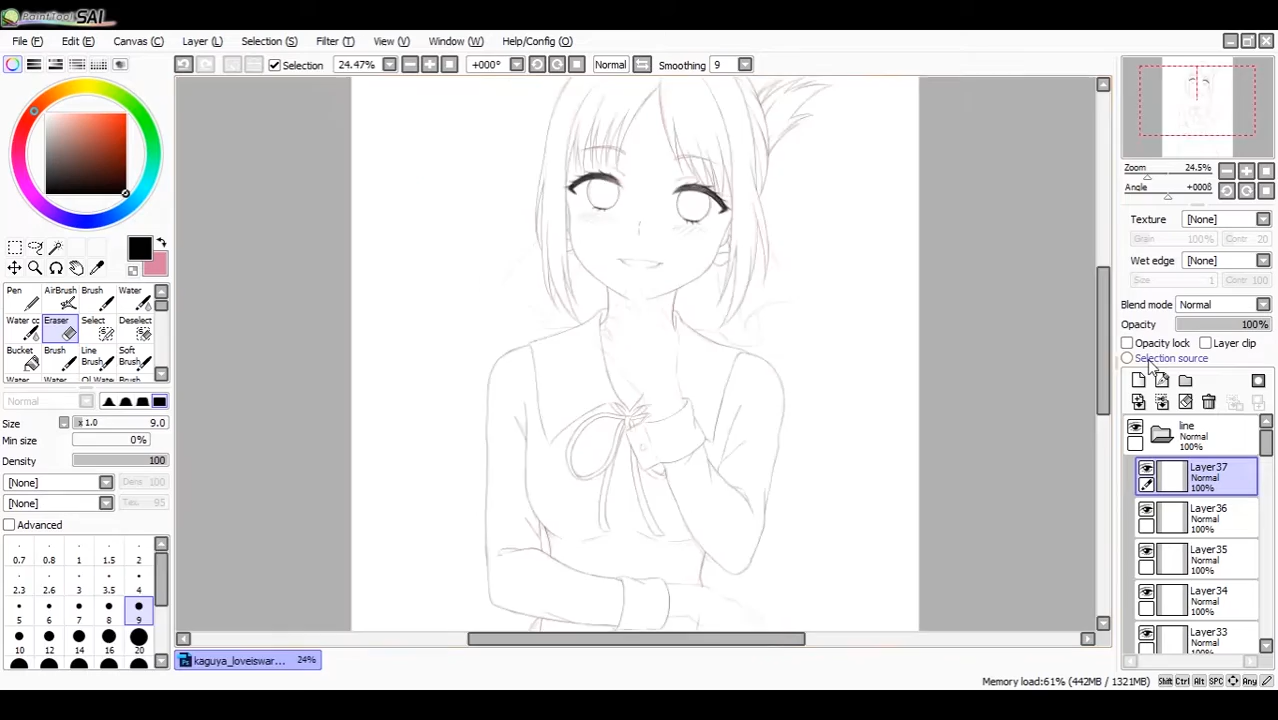 PaintTool SAI
File (F) Edit (E) Canvas (C) Layer (L) Selection (S) Filter (T) View (V) Window (W) Help/Config (O)
Selection 24.47% +000° Normal Smoothing 9
Zoom 24.5%
Angle
Texture [None]
Grain 100% Contr 20
Wet edge [None]
Size 1 Contr 100
Blend mode Normal
Opacity 100%
Opacity lock Layer clip
Selection source
line
Normal
100%
Layer37
Normal
100%
Layer36
Normal
100%
Layer35
Normal
100%
Layer34
Normal
100%
Layer33
Normal
Pen AirBrush Brush Water
Water cc Eraser Select Deselect
Bucket Brush Line Brush Soft Brush
Water Water
Normal
Size x 1.0 9.0
Min size 0%
Density 100
[None] Dens 100
[None] Tex 95
Advanced
0.7 0.8 1 1.5 2
2.3 2.6 3 3.5 4
5 6 7 8 9
10 12 14 16 20
kaguya_loveiswar... 24%
Memory load:61% (442MB / 1321MB) Shift Ctrl Alt SPC Any